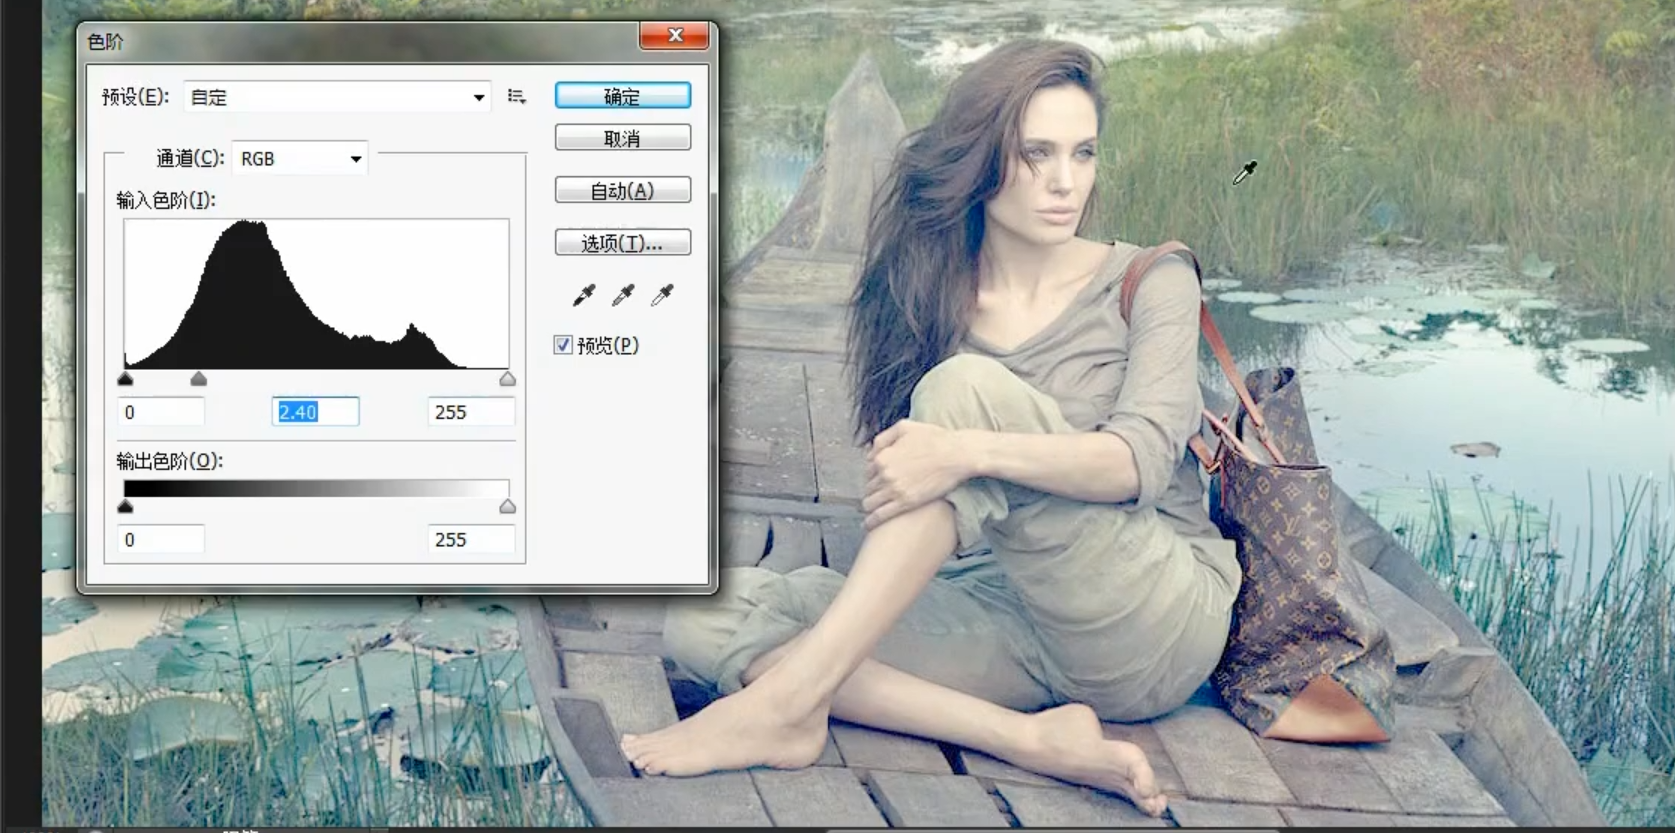 色阶
预设(E): 自定
确定
取消
通道(C): RGB
自动(A)
输入色阶(I):
选项(T)...
预览(P)
0 2.40 255
输出色阶(O):
0 255